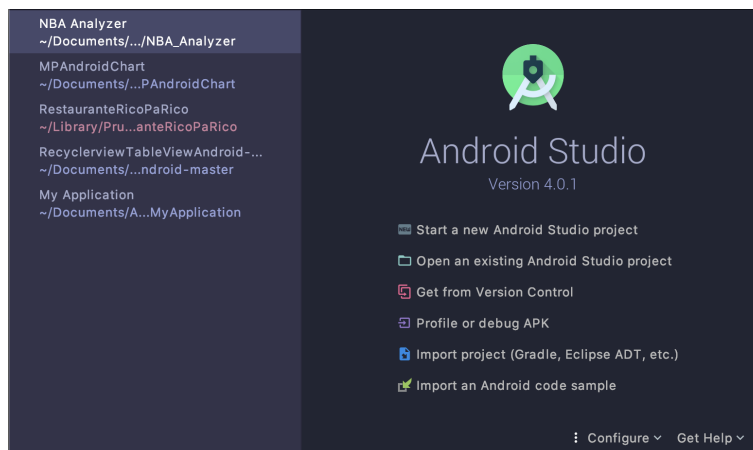 NBA Analyzer
~/Documents/.../NBA_Analyzer
MPAndroidChart
~/Documents/...PAndroidChart
RestauranteRicoPaRico
~/Library/Pru...anteRicoPaRico
RecyclerviewTableViewAndroid-...
~/Documents/...ndroid-master
My Application
~/Documents/A...MyApplication
Android Studio
Version 4.0.1
Start a new Android Studio project
Open an existing Android Studio project
Get from Version Control
Profile or debug APK
Import project (Gradle, Eclipse ADT, etc.)
Import an Android code sample
Configure
Get Help